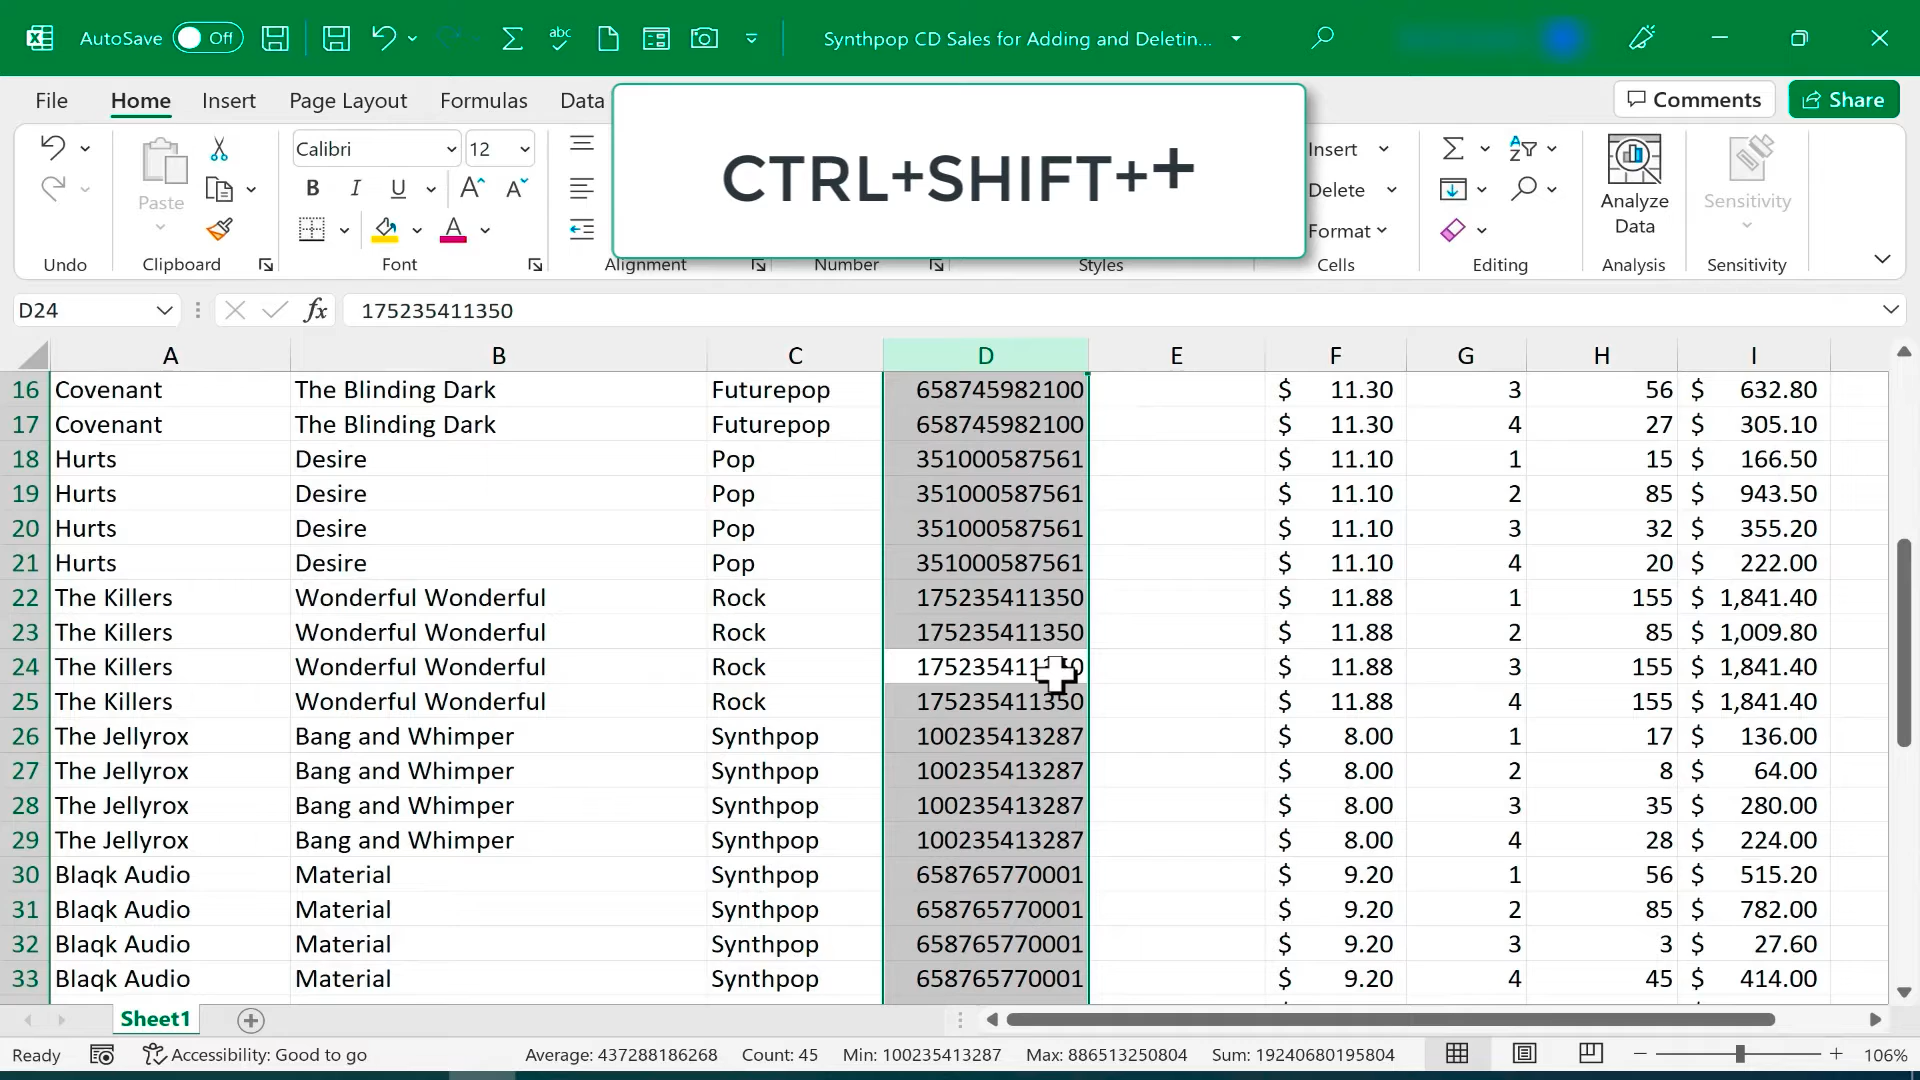 AutoSave Off abc Synthpop CD Sales for Adding and Deletin...
File Home Insert Page Layout Formulas Data Comments Share
CTRL+SHIFT++
Paste Calibri 12 B I U A A A Insert Delete Format Analyze Data Sensitivity
Undo Clipboard Font Alignment Number Styles Cells Editing Analysis Sensitivity
D24 fx 175235411350
A B C D E F G H I
16 Covenant The Blinding Dark Futurepop 658745982100 $ 11.30 3 56 $ 632.80
17 Covenant The Blinding Dark Futurepop 658745982100 $ 11.30 4 27 $ 305.10
18 Hurts Desire Pop 351000587561 $ 11.10 1 15 $ 166.50
19 Hurts Desire Pop 351000587561 $ 11.10 2 85 $ 943.50
20 Hurts Desire Pop 351000587561 $ 11.10 3 32 $ 355.20
21 Hurts Desire Pop 351000587561 $ 11.10 4 20 $ 222.00
22 The Killers Wonderful Wonderful Rock 175235411350 $ 11.88 1 155 $ 1,841.40
23 The Killers Wonderful Wonderful Rock 175235411350 $ 11.88 2 85 $ 1,009.80
24 The Killers Wonderful Wonderful Rock $ 11.88 3 155 $ 1,841.40
25 The Killers Wonderful Wonderful Rock 175235411350 $ 11.88 4 155 $ 1,841.40
26 The Jellyrox Bang and Whimper Synthpop 100235413287 $ 8.00 1 17 $ 136.00
27 The Jellyrox Bang and Whimper Synthpop 100235413287 $ 8.00 2 8 $ 64.00
28 The Jellyrox Bang and Whimper Synthpop 100235413287 $ 8.00 3 35 $ 280.00
29 The Jellyrox Bang and Whimper Synthpop 100235413287 $ 8.00 4 28 $ 224.00
30 Blaqk Audio Material Synthpop 658765770001 $ 9.20 1 56 $ 515.20
31 Blaqk Audio Material Synthpop 658765770001 $ 9.20 2 85 $ 782.00
32 Blaqk Audio Material Synthpop 658765770001 $ 9.20 3 3 $ 27.60
33 Blaqk Audio Material Synthpop 658765770001 $ 9.20 4 45 $ 414.00
Sheet1
Ready Accessibility: Good to go Average: 437288186268 Count: 45 Min: 100235413287 Max: 886513250804 Sum: 19240680195804 106%